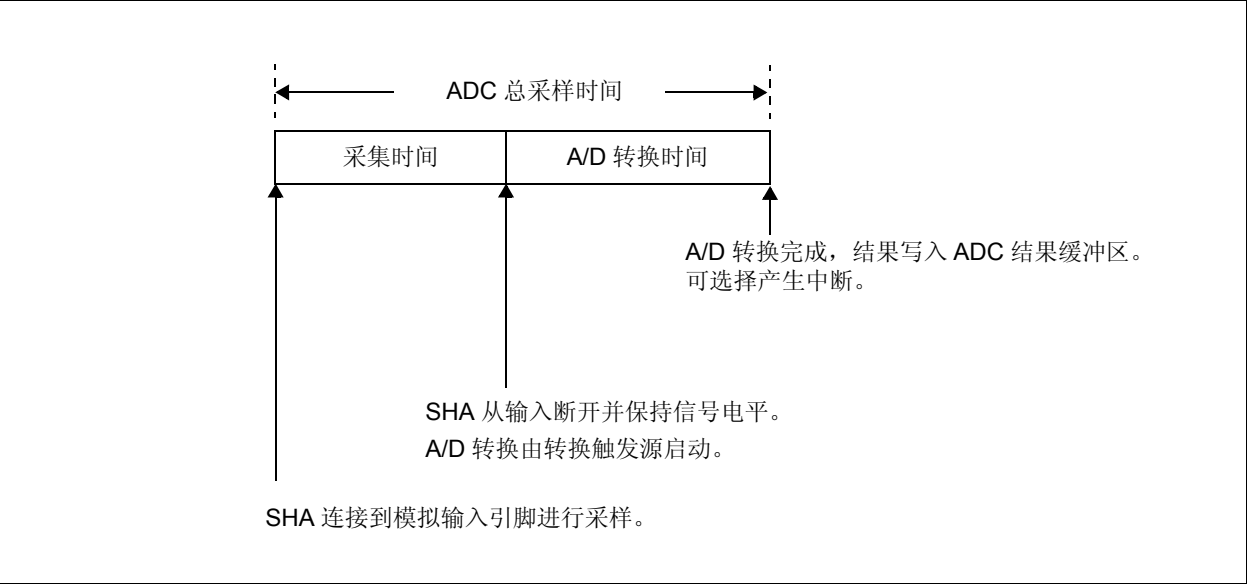 ADC 总采样时间
采集时间
A/D 转换时间
A/D 转换完成，结果写入 ADC 结果缓冲区。
可选择产生中断。
SHA 从输入断开并保持信号电平。
A/D 转换由转换触发源启动。
SHA 连接到模拟输入引脚进行采样。